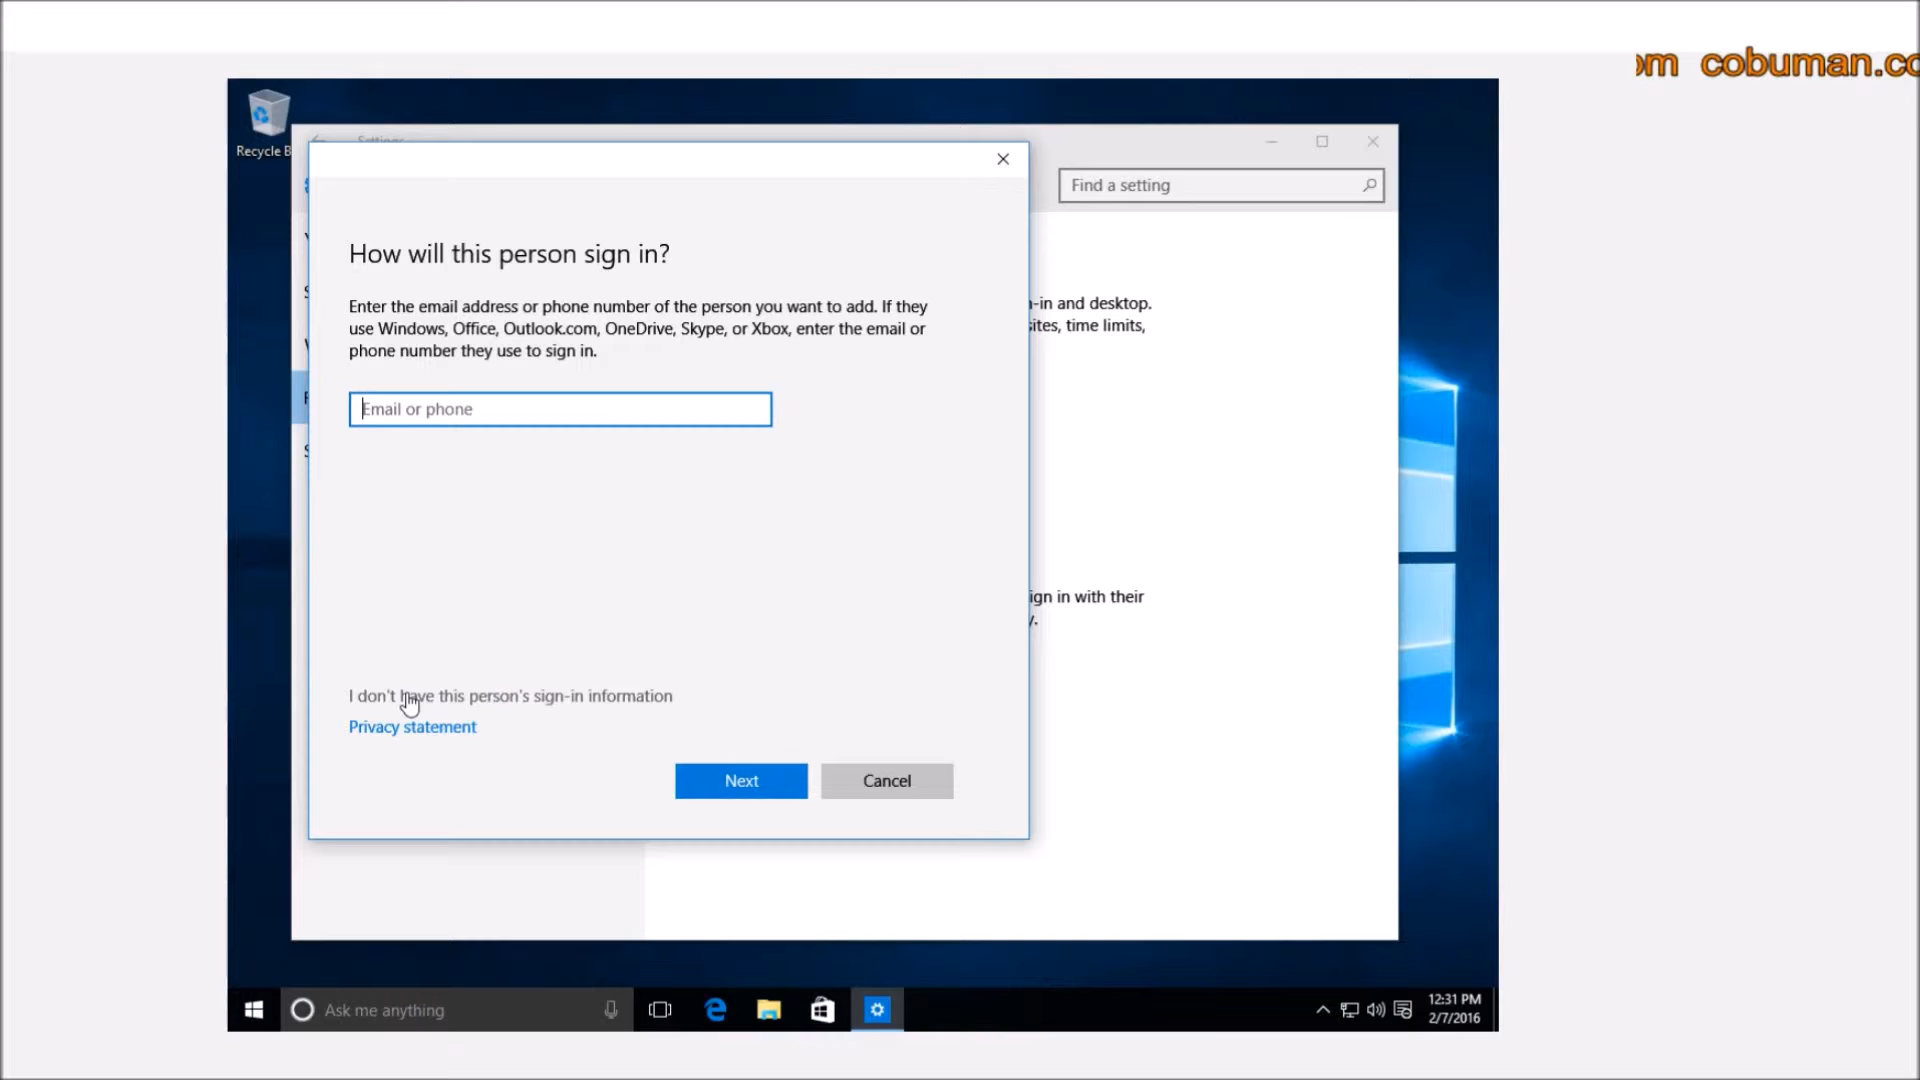 om cobuman.co
Recycle B
Settings
Find a setting
How will this person sign in?
Enter the email address or phone number of the person you want to add. If they
use Windows, Office, Outlook.com, OneDrive, Skype, or Xbox, enter the email or
phone number they use to sign in.
Email or phone
n-in and desktop.
sites, time limits,
ign in with their
y.
I don't have this person's sign-in information
Privacy statement
Next
Cancel
Ask me anything
12:31 PM
2/7/2016